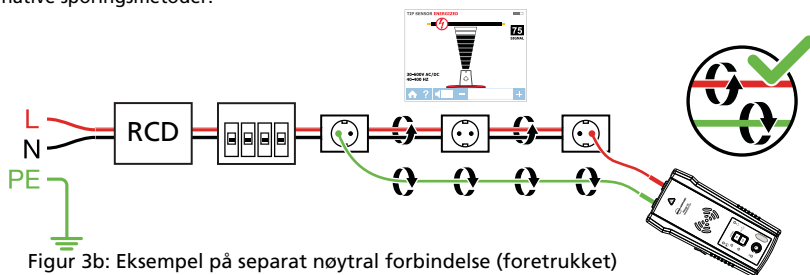 native sporingsmetoder.
TIP SENSOR ENERGIZED
75
SIGNAL
30-600V AC/DC
40-400 HZ
?
L
N
PE
RCD
Figur 3b: Eksempel på separat nøytral forbindelse (foretrukket)